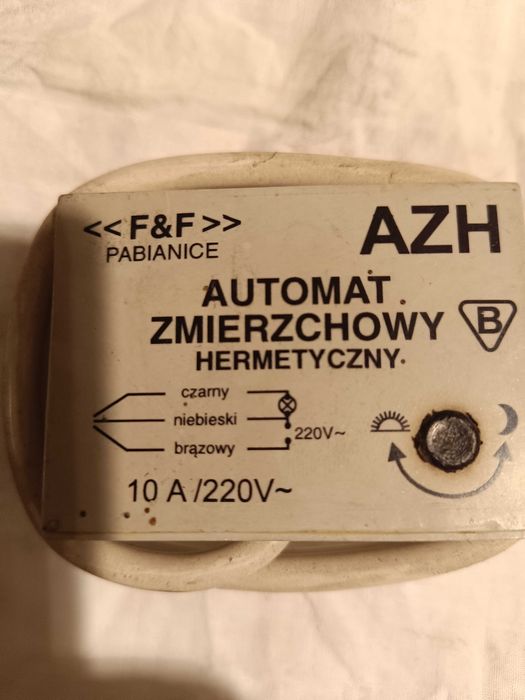 <<F&F>> AZH
PABIANICE
AUTOMAT
ZMIERZCHOWY B
HERMETYCZNY
czarny
niebieski
220V~
brązowy
10 A /220V~